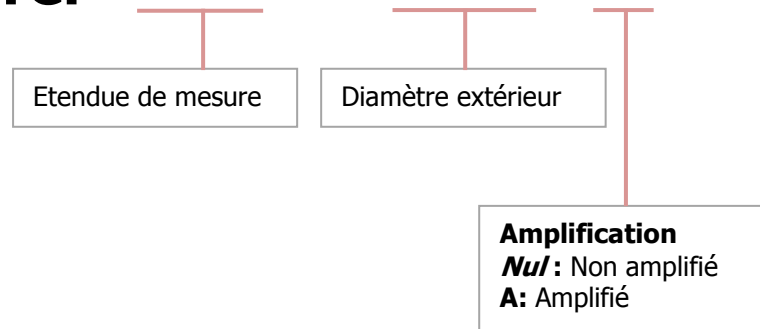 Etendue de mesure
Diamètre extérieur
Amplification
Nul : Non amplifié
A: Amplifié